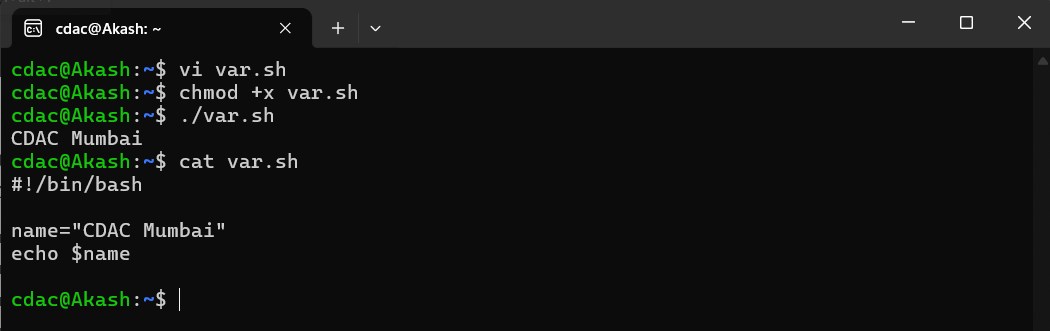 cdac@Akash: ~
cdac@Akash:~$ vi var.sh
cdac@Akash:~$ chmod +x var.sh
cdac@Akash:~$ ./var.sh
CDAC Mumbai
cdac@Akash:~$ cat var.sh
#!/bin/bash

name="CDAC Mumbai"
echo $name

cdac@Akash:~$